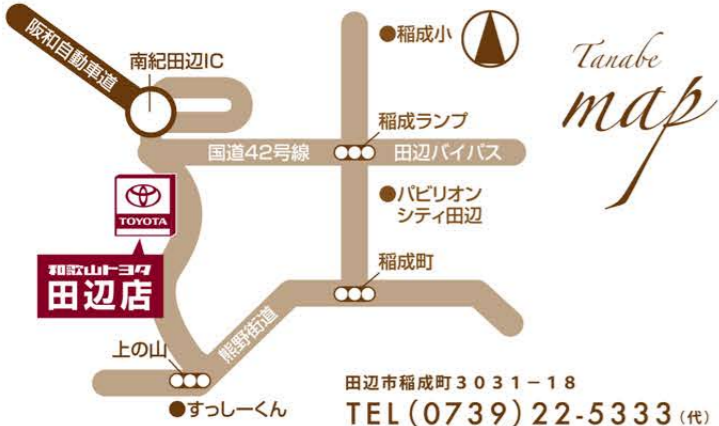 阪和自動車道
南紀田辺IC
稲成小
Tanabe
map
稲成ランプ
国道42号線
田辺バイパス
パビリオン
シティ田辺
TOYOTA
和歌山トヨタ
田辺店
稲成町
熊野街道
上の山
すっしーくん
田辺市稲成町3031−18
TEL(0739)22-5333(代)